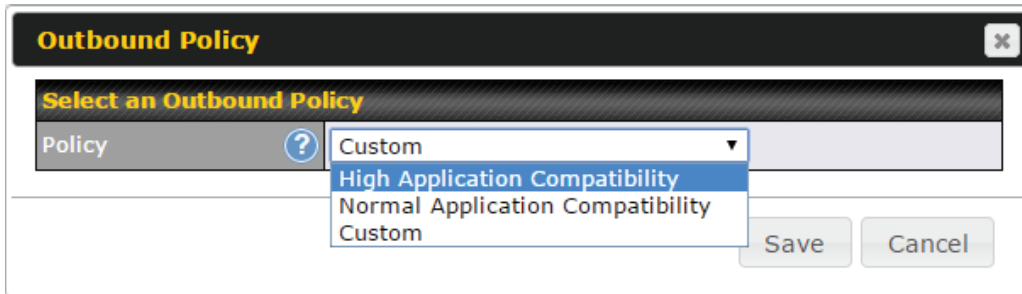 Outbound Policy
Select an Outbound Policy
Policy ? Custom
High Application Compatibility
Normal Application Compatibility
Custom
Save Cancel